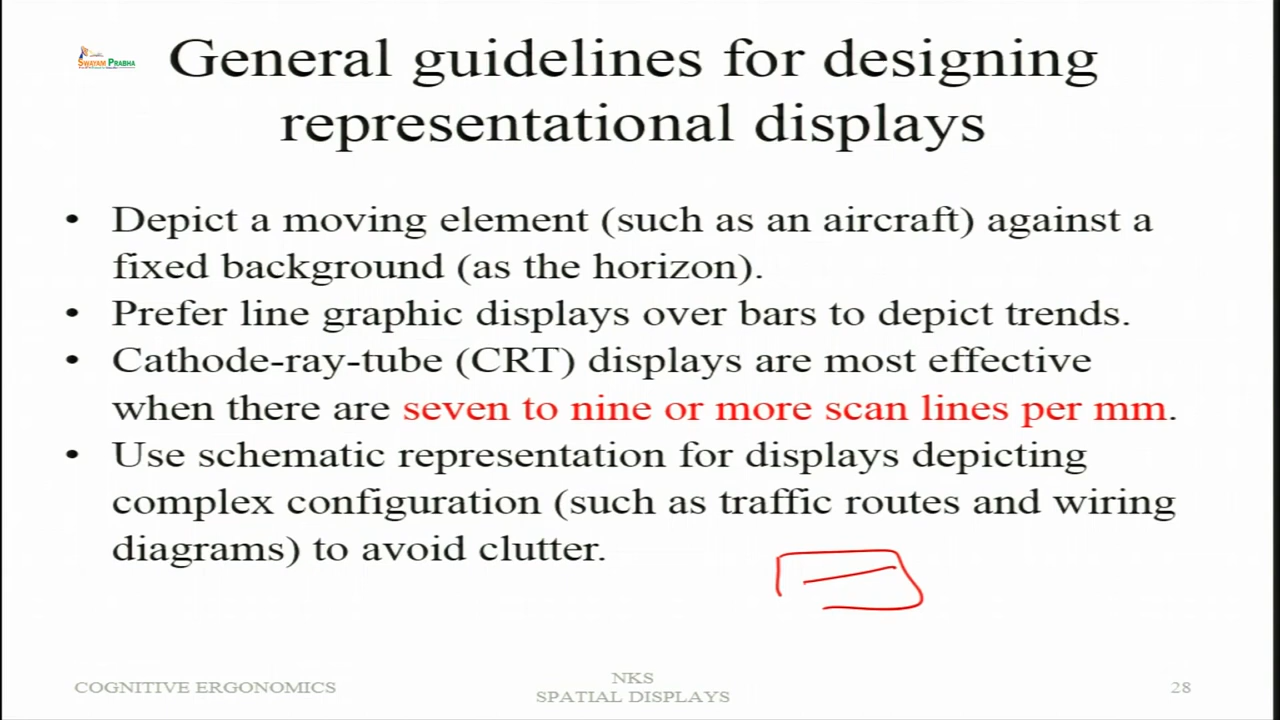 SWAYAM PRABHA
General guidelines for designing
representational displays
• Depict a moving element (such as an aircraft) against a
fixed background (as the horizon).
• Prefer line graphic displays over bars to depict trends.
• Cathode-ray-tube (CRT) displays are most effective
when there are seven to nine or more scan lines per mm.
• Use schematic representation for displays depicting
complex configuration (such as traffic routes and wiring
diagrams) to avoid clutter.
COGNITIVE ERGONOMICS
NKS
SPATIAL DISPLAYS
28